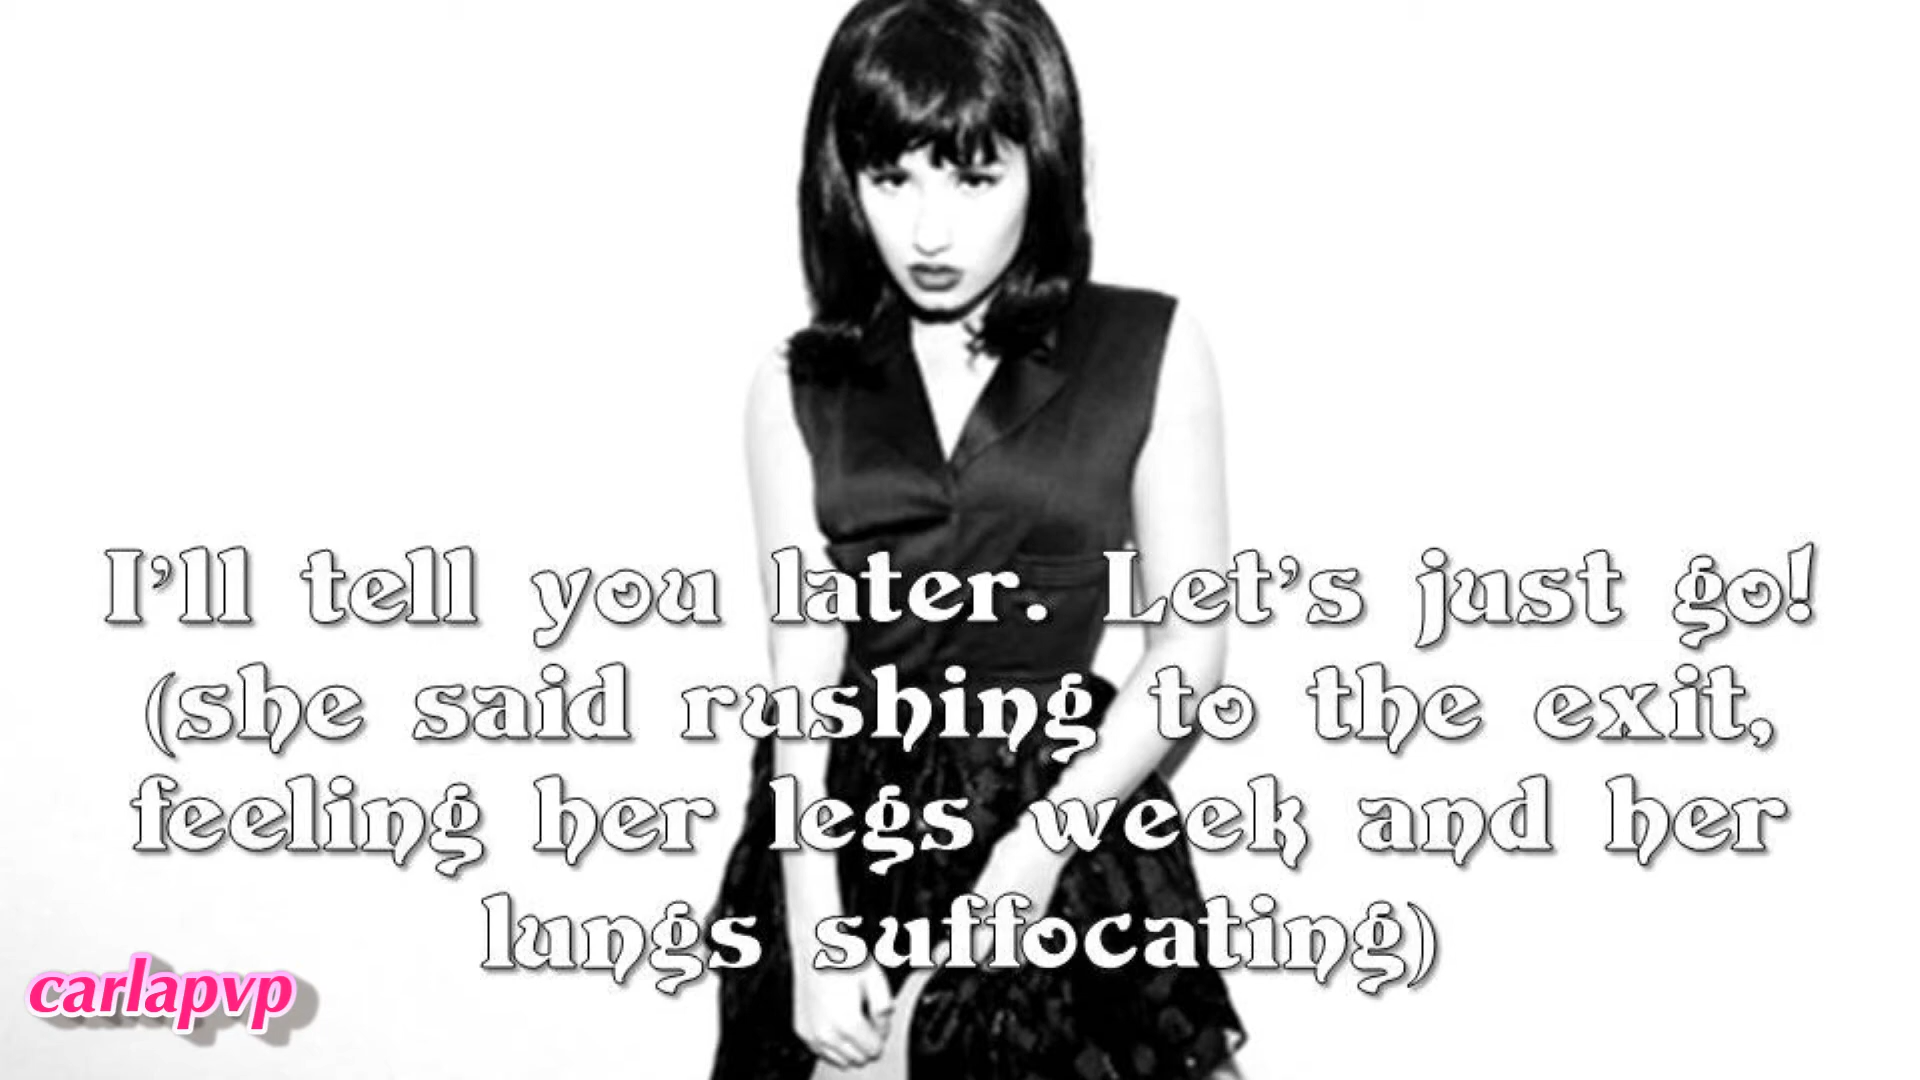 I'll tell you later. Let's just go!
(she said rushing to the exit,
feeling her legs week and her
lungs suffocating)
carlapvp